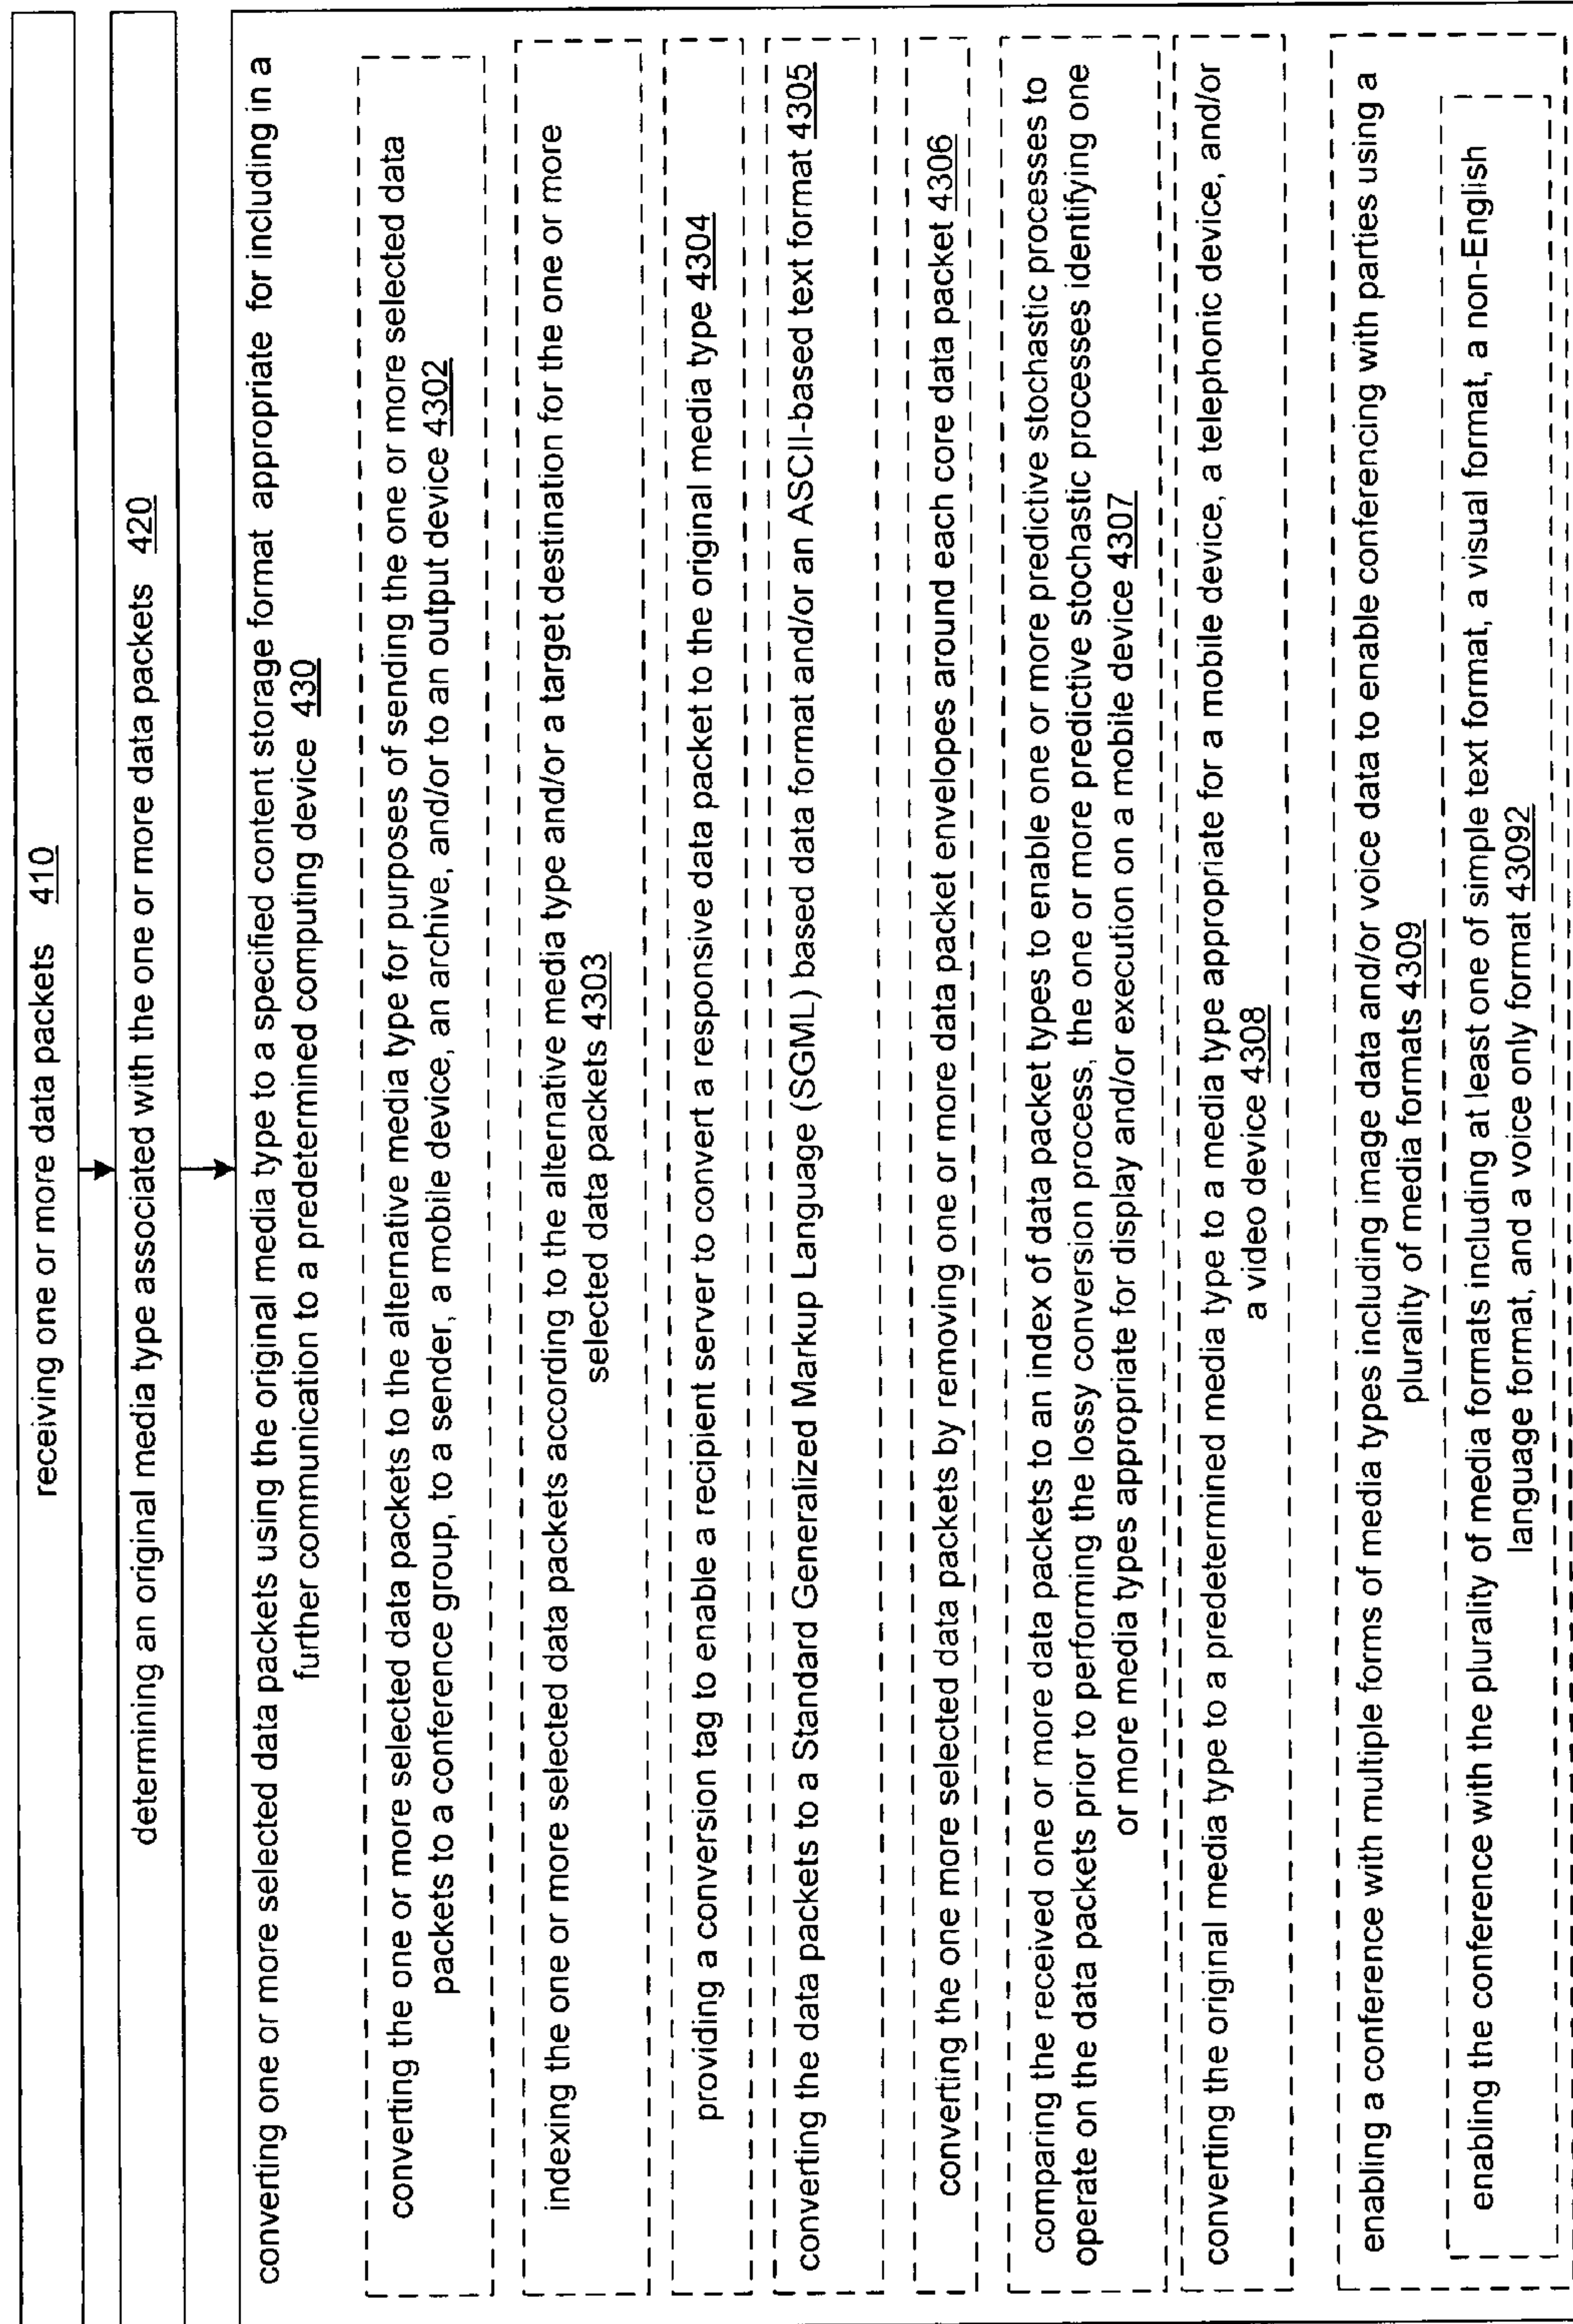 receiving one or more data packets 410
determining an original media type associated with the one or more data packets 420
converting one or more selected data packets using the original media type to a specified content storage format appropriate for including in a
further communication to a predetermined computing device 430
converting the one or more selected data packets to the alternative media type for purposes of sending the one or more selected data
packets to a conference group, to a sender, a mobile device, an archive, and/or to an output device 4302
indexing the one or more selected data packets according to the alternative media type and/or a target destination for the one or more
selected data packets 4303
providing a conversion tag to enable a recipient server to convert a responsive data packet to the original media type 4304
converting the data packets to a Standard Generalized Markup Language (SGML) based data format and/or an ASCII-based text format 4305
converting the one more selected data packets by removing one or more data packet envelopes around each core data packet 4306
comparing the received one or more data packets to an index of data packet types to enable one or more predictive stochastic processes to
operate on the data packets prior to performing the lossy conversion process, the one or more predictive stochastic processes identifying one
or more media types appropriate for display and/or execution on a mobile device 4307
converting the original media type to a predetermined media type to a media type appropriate for a mobile device, a telephonic device, and/or
a video device 4308
enabling a conference with multiple forms of media types including image data and/or voice data to enable conferencing with parties using a
plurality of media formats 4309
enabling the conference with the plurality of media formats including at least one of simple text format, a visual format, a non-English
language format, and a voice only format 43092